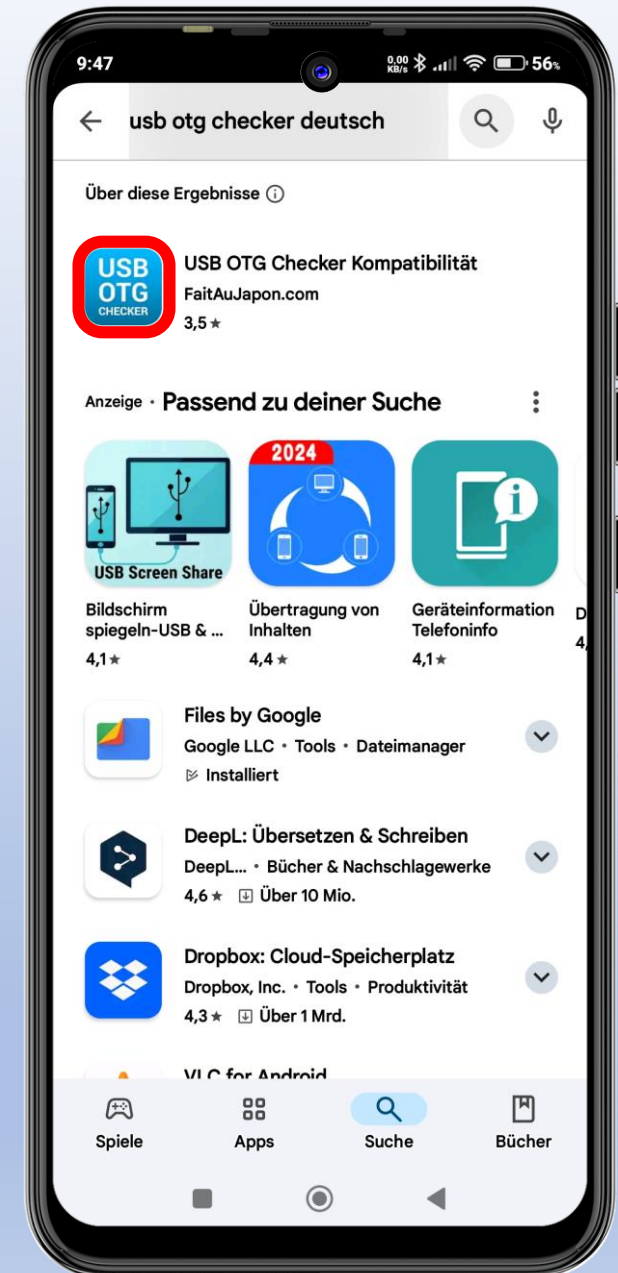 9:47
0,00 KB/s 56%
usb otg checker deutsch
Über diese Ergebnisse
USB
OTG
CHECKER
USB OTG Checker Kompatibilität
FaitAuJapon.com
3,5★
Anzeige • Passend zu deiner Suche
USB Screen Share
2024
Bildschirm
spiegeln-USB & ...
4,1★
Übertragung von
Inhalten
4,4★
Geräteinformation
Telefoninfo
4,1★
D
4,
Files by Google
Google LLC • Tools • Dateimanager
Installiert
DeepL: Übersetzen & Schreiben
DeepL... • Bücher & Nachschlagewerke
4,6★ Über 10 Mio.
Dropbox: Cloud-Speicherplatz
Dropbox, Inc. • Tools • Produktivität
4,3★ Über 1 Mrd.
VLC for Android
Spiele Apps Suche Bücher